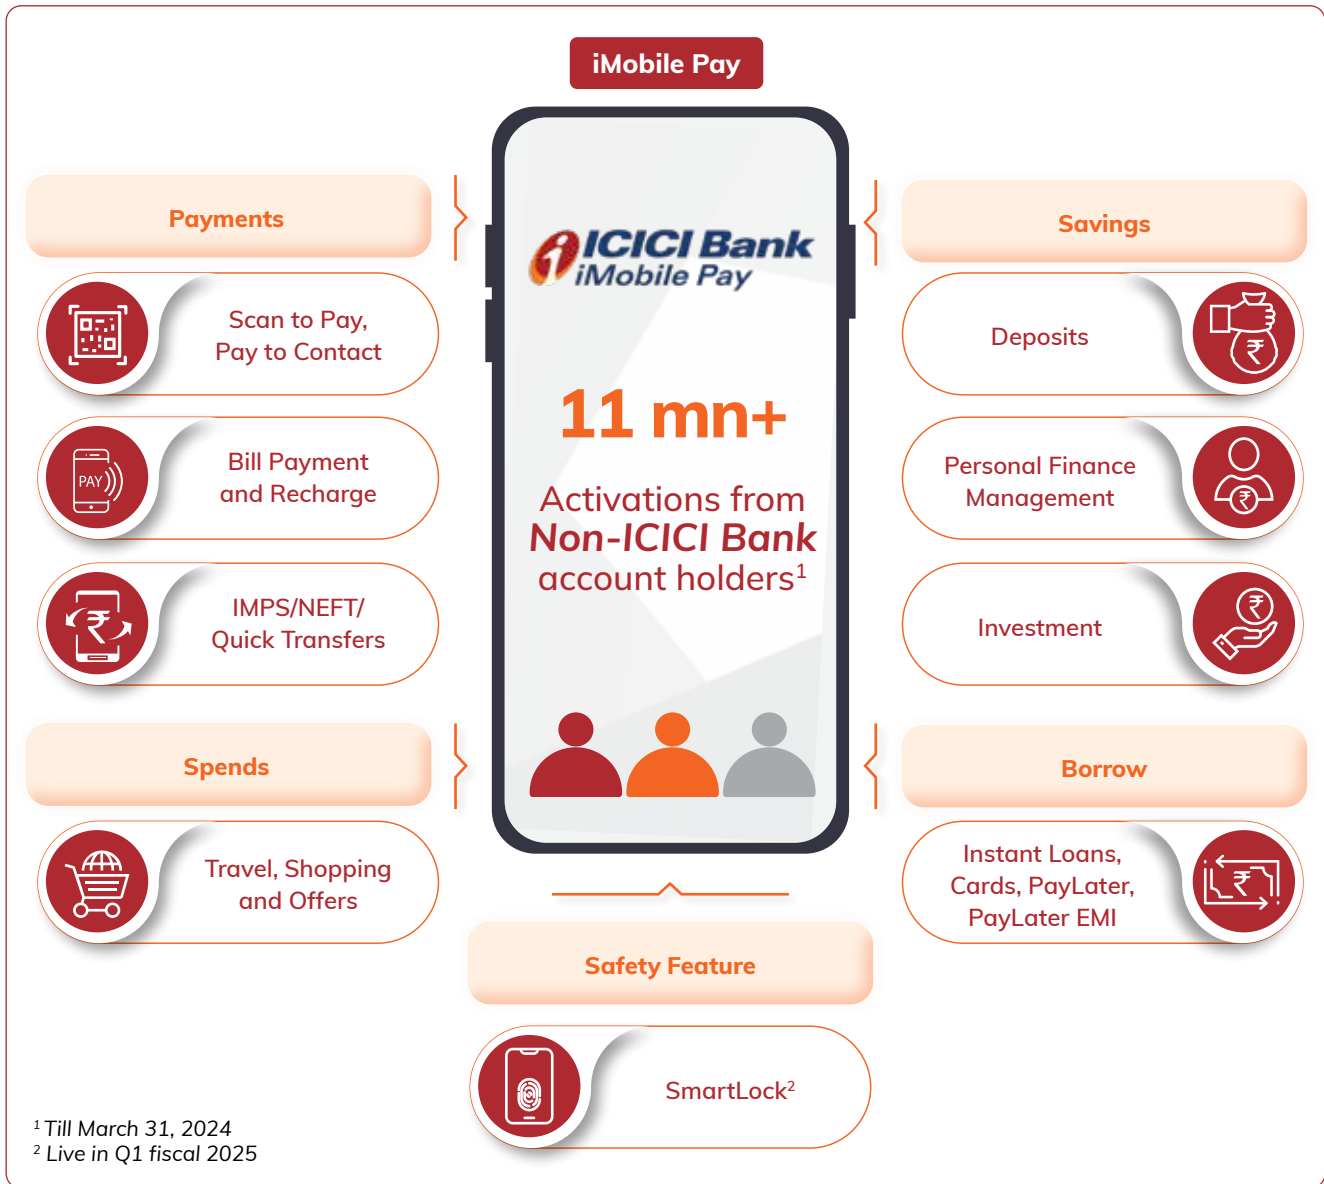 iMobile Pay
Payments
Scan to Pay,
Pay to Contact
PAY
Bill Payment
and Recharge
IMPS/NEFT/
Quick Transfers
Spends
Travel, Shopping
and Offers
ICICI Bank
iMobile Pay
11 mn+
Activations from
Non-ICICI Bank
account holders¹
Savings
Deposits
Personal Finance
Management
Investment
Borrow
Instant Loans,
Cards, PayLater,
PayLater EMI
Safety Feature
SmartLock²
¹ Till March 31, 2024
² Live in Q1 fiscal 2025